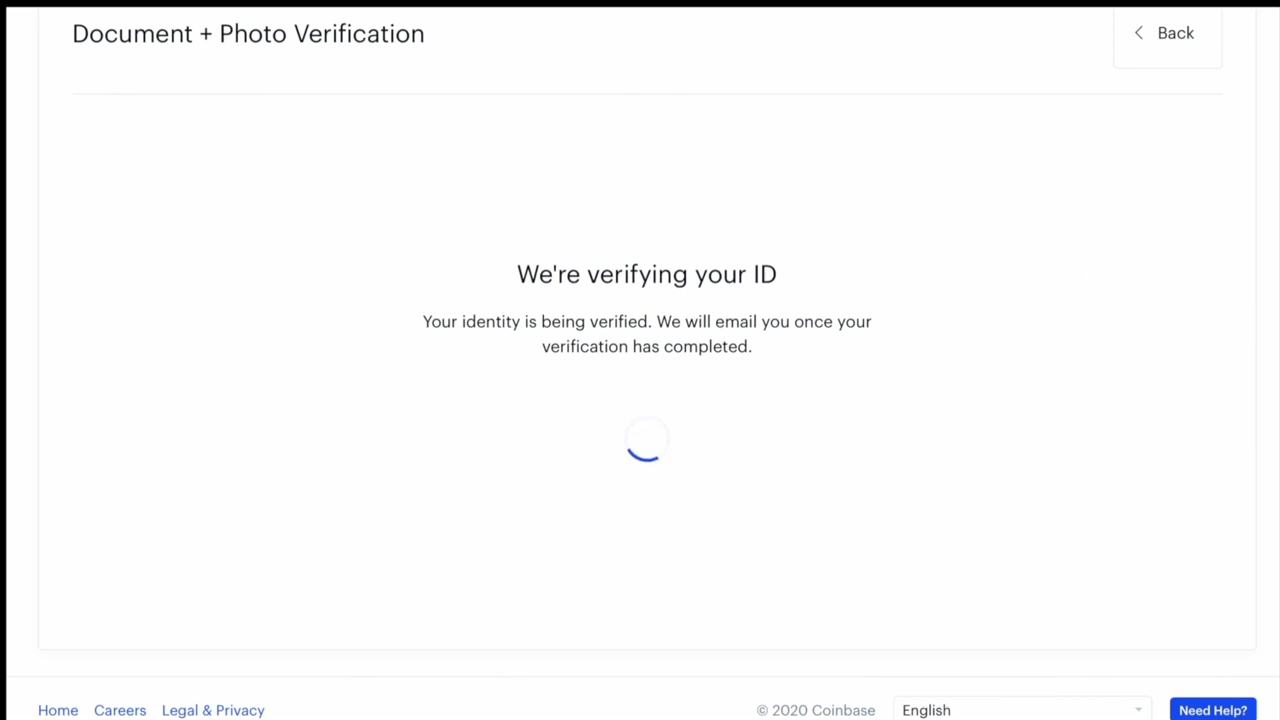 Document + Photo Verification
Back
We're verifying your ID
Your identity is being verified. We will email you once your
verification has completed.
Home Careers Legal & Privacy © 2020 Coinbase English Need Help?